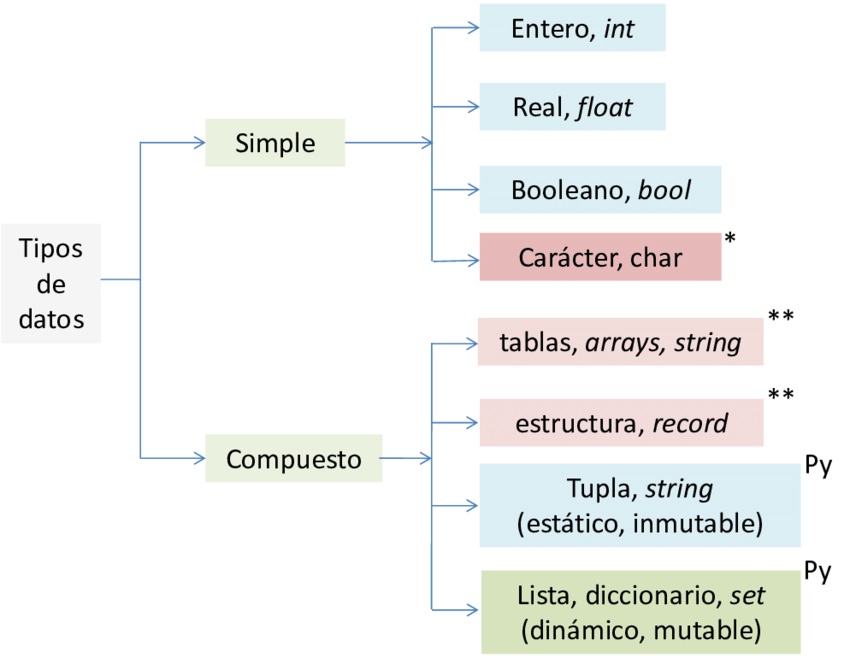 Tipos
de
datos
Simple
Entero, int
Real, float
Booleano, bool
Carácter, char
*
Compuesto
tablas, arrays, string
**
estructura, record
**
Tupla, string
(estático, inmutable)
Py
Lista, diccionario, set
(dinámico, mutable)
Py